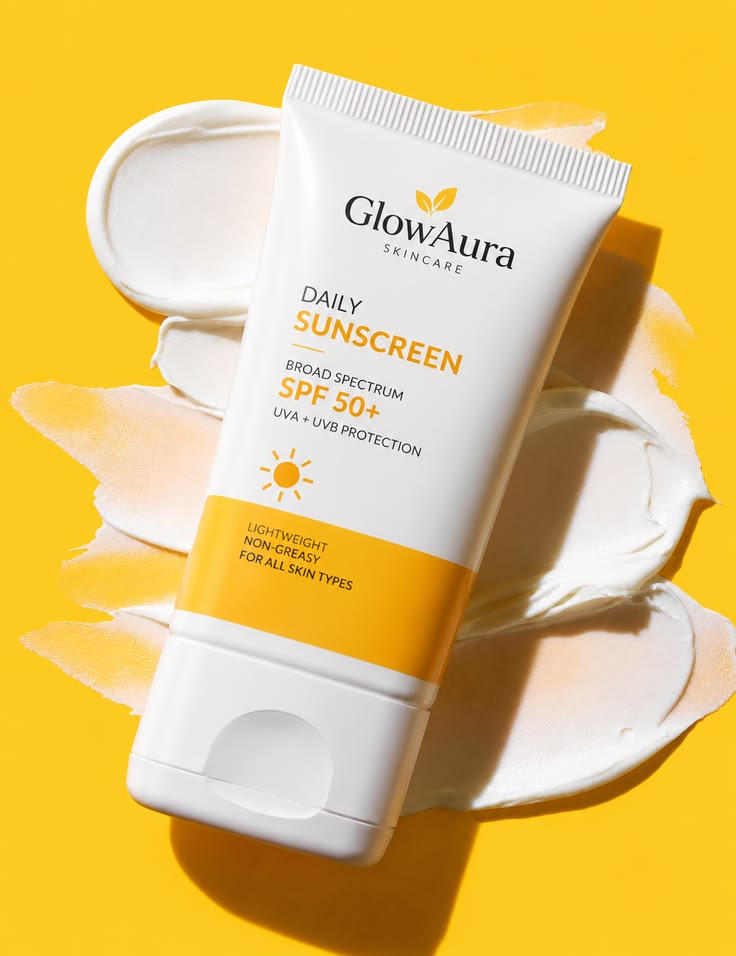 GlowAura
SKINCARE
DAILY
SUNSCREEN
BROAD SPECTRUM
SPF 50+
UVA + UVB PROTECTION
LIGHTWEIGHT
NON-GREASY
FOR ALL SKIN TYPES